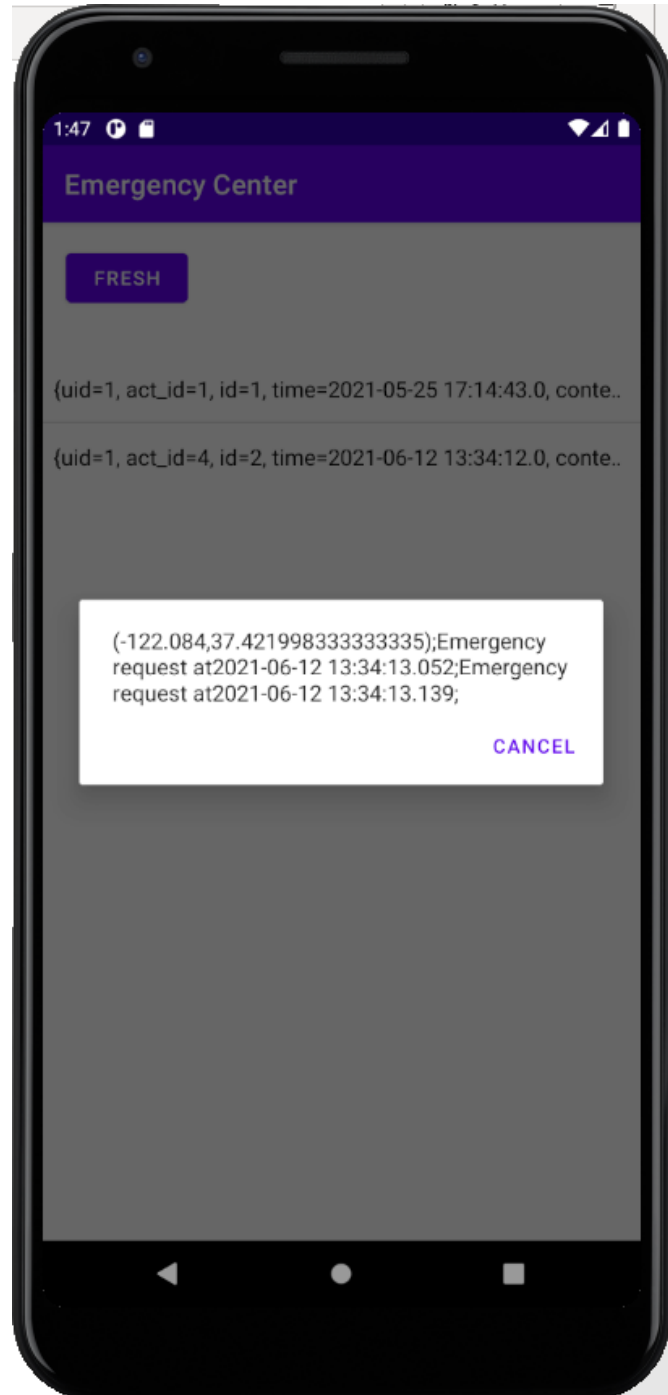 1:47
Emergency Center
FRESH
{uid=1, act_id=1, id=1, time=2021-05-25 17:14:43.0, conte..
{uid=1, act_id=4, id=2, time=2021-06-12 13:34:12.0, conte..
(-122.084,37.421998333333335);Emergency
request at2021-06-12 13:34:13.052;Emergency
request at2021-06-12 13:34:13.139;
CANCEL